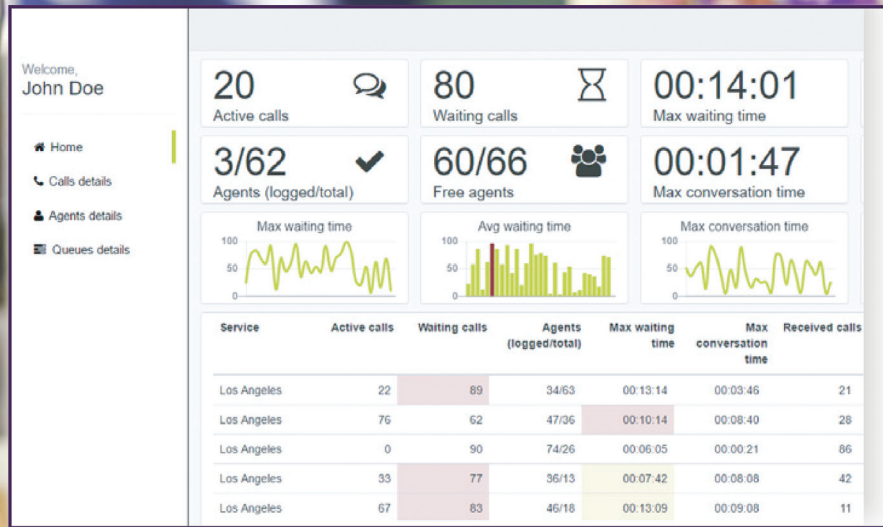 Welcome,
John Doe
Home
Calls details
Agents details
Queues details
20
Active calls
80
Waiting calls
00:14:01
Max waiting time
3/62
Agents (logged/total)
60/66
Free agents
00:01:47
Max conversation time
Max waiting time
100
50
0
Avg waiting time
100
50
0
Max conversation time
100
50
0
Service Active calls Waiting calls Agents (logged/total) Max waiting time Max conversation time Received calls
Los Angeles 22 89 34/63 00:13:14 00:03:46 21
Los Angeles 76 62 47/36 00:10:14 00:08:40 28
Los Angeles 0 90 74/26 00:06:05 00:00:21 86
Los Angeles 33 77 36/13 00:07:42 00:08:08 42
Los Angeles 67 83 46/18 00:13:09 00:09:08 11